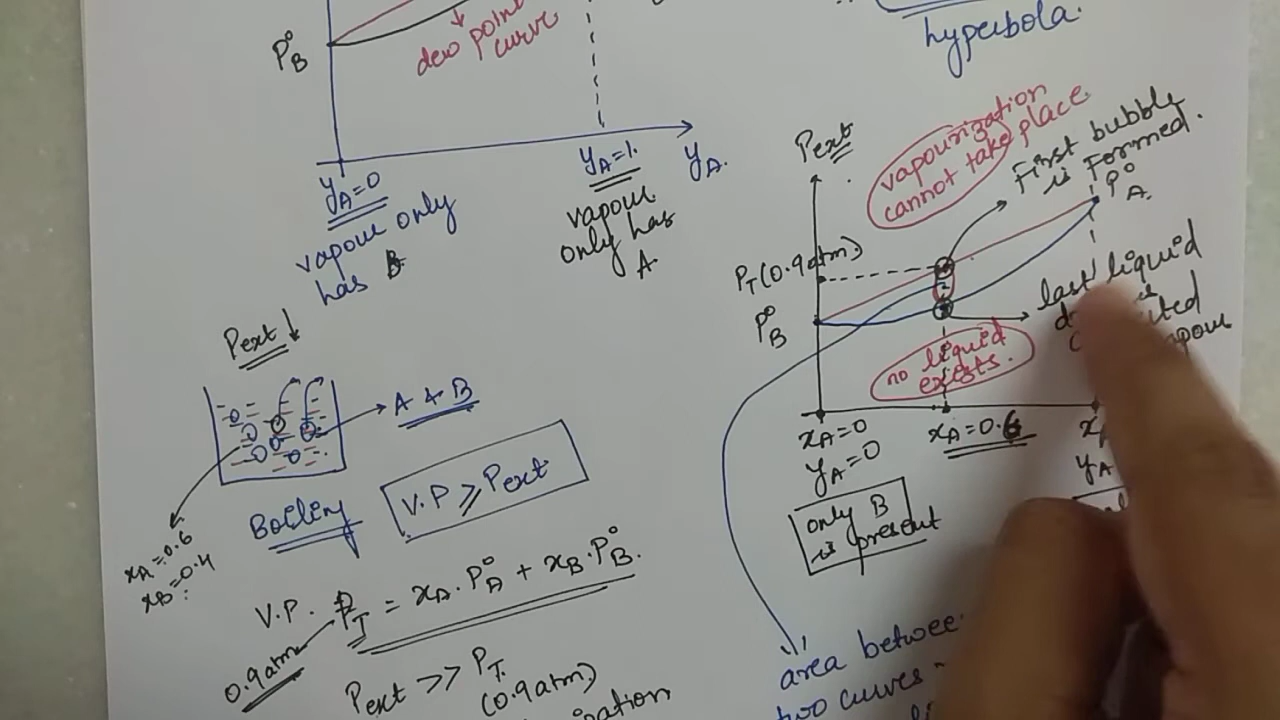 P°B
dew point
curve
yA=0
vapour only
has B
yA=1.
vapour
only has
A.
yA.
hyperbola.
Pext
vapourization
cannot take place
First bubble
is formed.
P°A.
PT(0.9atm)
P°B
last liquid
no liquid
exists.
xA=0
yA=0
xA=0.6
only B
is present
area between
two curves
Pext↓
A & B
xA=0.6
xB=0.4
Boiling
V.P ≥ Pext
V.P. PT = xA.P°A + xB.P°B.
0.9atm
Pext >> PT
(0.9atm)